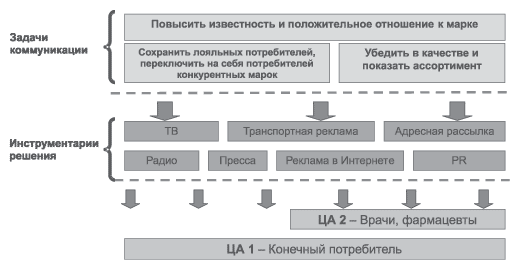 Задачи
коммуникации
Повысить известность и положительное отношение к марке
Сохранить лояльных потребителей,
переключить на себя потребителей
конкурентных марок
Убедить в качестве и
показать ассортимент
Инструментарии
решения
ТВ
Транспортная реклама
Адресная рассылка
Радио
Пресса
Реклама в Интернете
PR
ЦА 2 – Врачи, фармацевты
ЦА 1 – Конечный потребитель